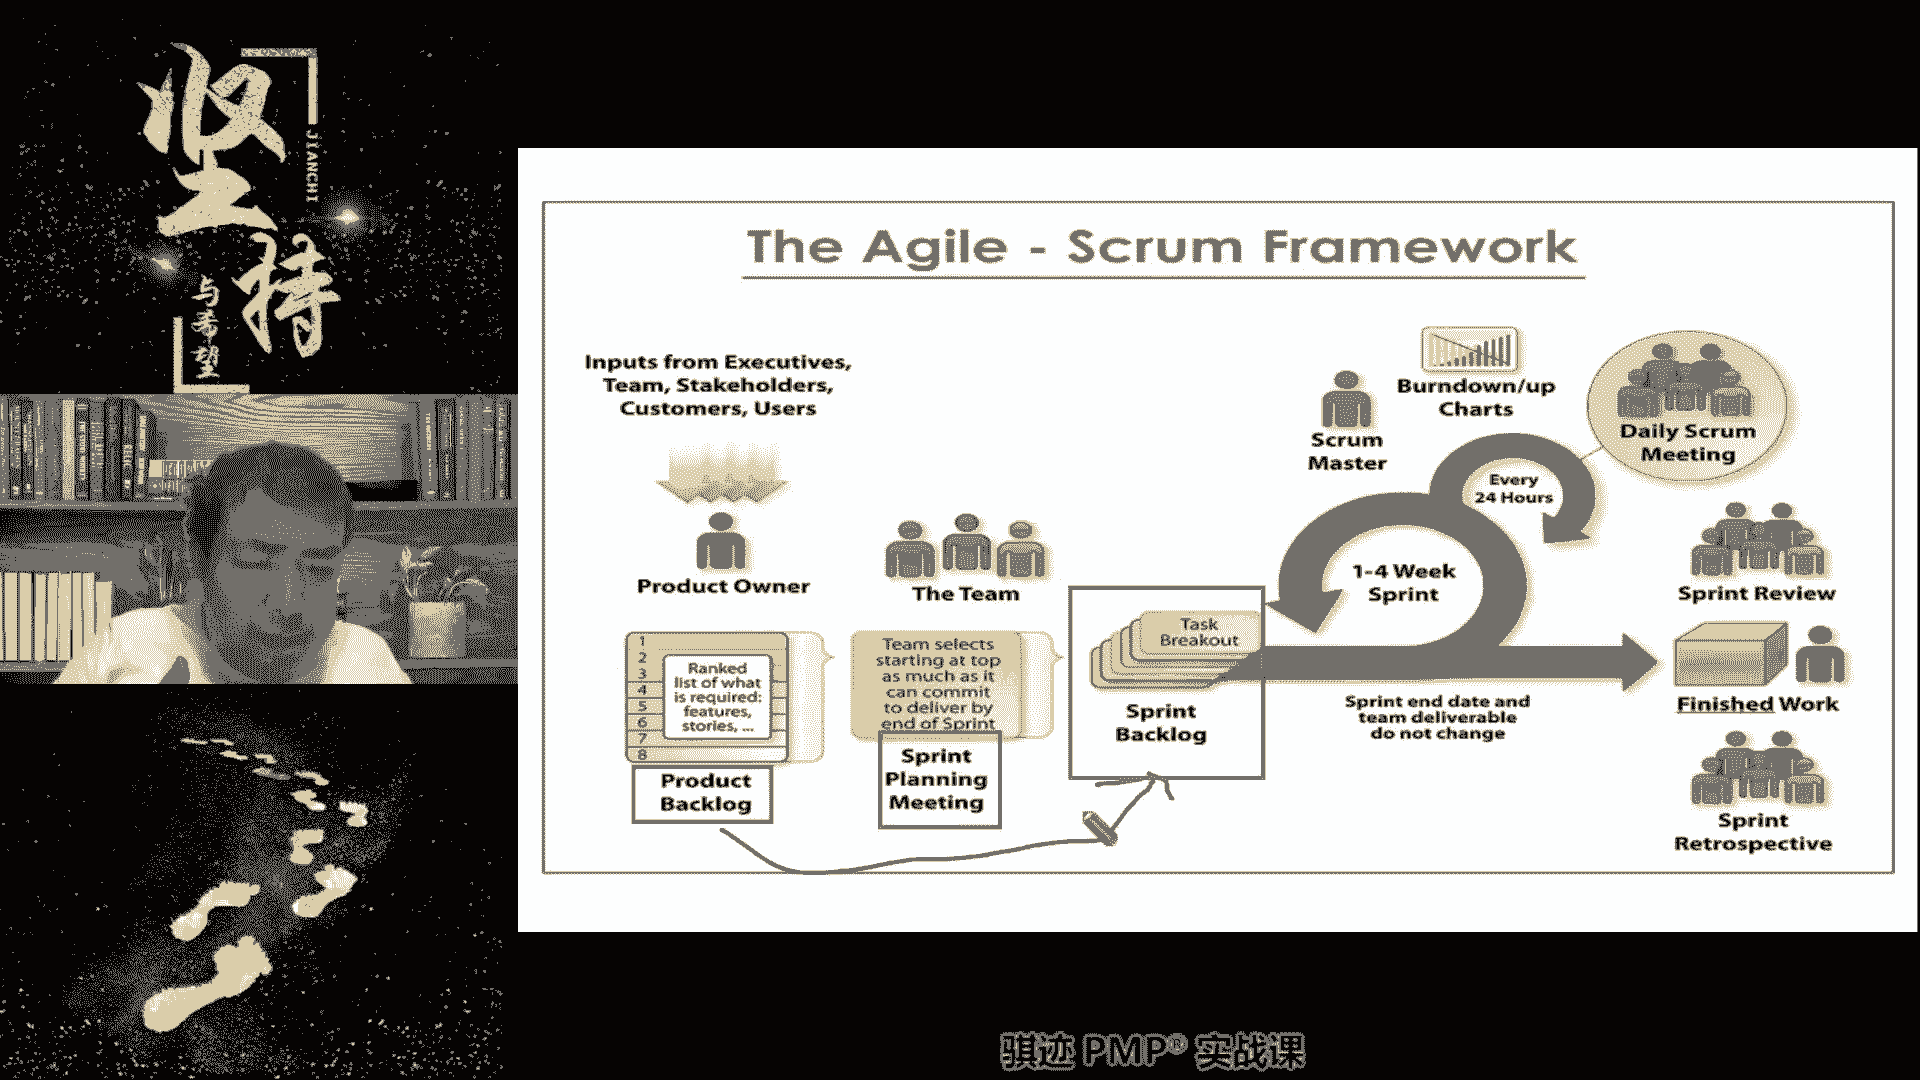 坚
持
JIANCHI
与希望
The Agile - Scrum Framework
Inputs from Executives,
Team, Stakeholders,
Customers, Users
Product Owner
The Team
1
2
3
4
5
6
7
8
Ranked
list of what
is required:
features,
stories, ...
Product
Backlog
Team selects
starting at top
as much as it
can commit
to deliver by
end of Sprint
Sprint
Planning
Meeting
Task
Breakout
Sprint
Backlog
Scrum
Master
Burndown/up
Charts
Every
24 Hours
Daily Scrum
Meeting
1-4 Week
Sprint
Sprint end date and
team deliverable
do not change
Sprint Review
Finished Work
Sprint
Retrospective
骐迹 PMP® 实战课